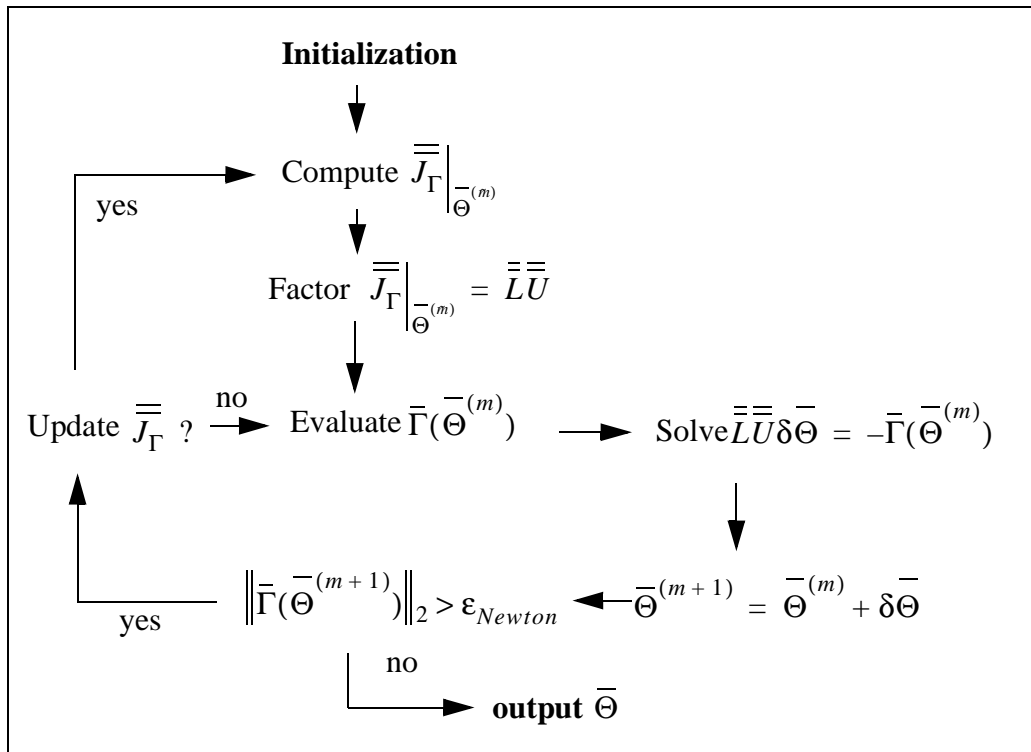 Initialization
Compute J̿_Γ|_Θ̅^(m)
yes
Factor J̿_Γ|_Θ̅^(m) = L̿U̿
Update J̿_Γ ?
no
Evaluate Γ̅(Θ̅^(m))
Solve L̿U̿δΘ̅ = –Γ̅(Θ̅^(m))
‖Γ̅(Θ̅^(m + 1))‖_2 > ε_Newton
Θ̅^(m + 1) = Θ̅^(m) + δΘ̅
yes
no
output Θ̅